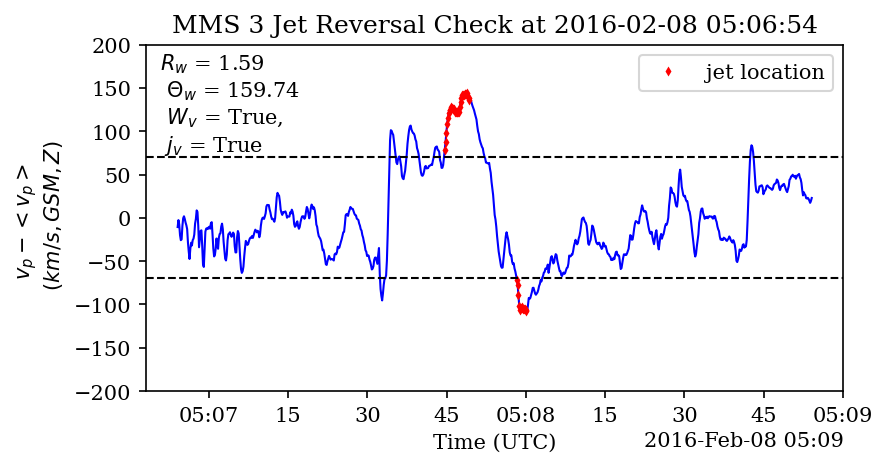 MMS 3 Jet Reversal Check at 2016-02-08 05:06:54
R_w = 1.59
Θ_w = 159.74
W_v = True,
j_v = True
jet location
200
150
100
50
0
−50
−100
−150
−200
v_p − < v_p >
(km/s, GSM, Z)
05:07 15 30 45 05:08 15 30 45 05:09
Time (UTC)
2016-Feb-08 05:09